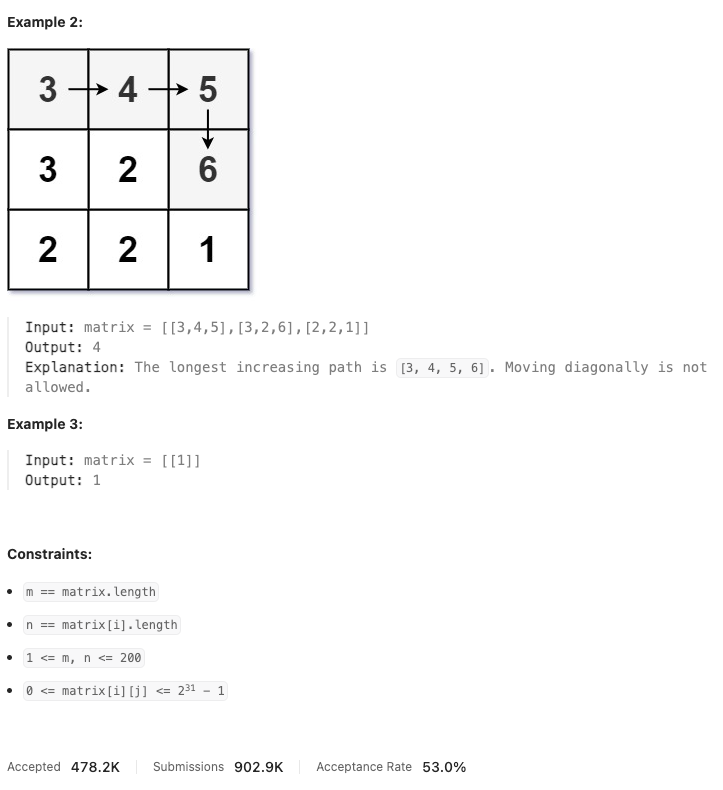 Example 2:
3 4 5
3 2 6
2 2 1
Input: matrix = [[3,4,5],[3,2,6],[2,2,1]]
Output: 4
Explanation: The longest increasing path is [3, 4, 5, 6]. Moving diagonally is not
allowed.
Example 3:
Input: matrix = [[1]]
Output: 1
Constraints:
• m == matrix.length
• n == matrix[i].length
• 1 <= m, n <= 200
• 0 <= matrix[i][j] <= 2³¹ − 1
Accepted 478.2K Submissions 902.9K Acceptance Rate 53.0%